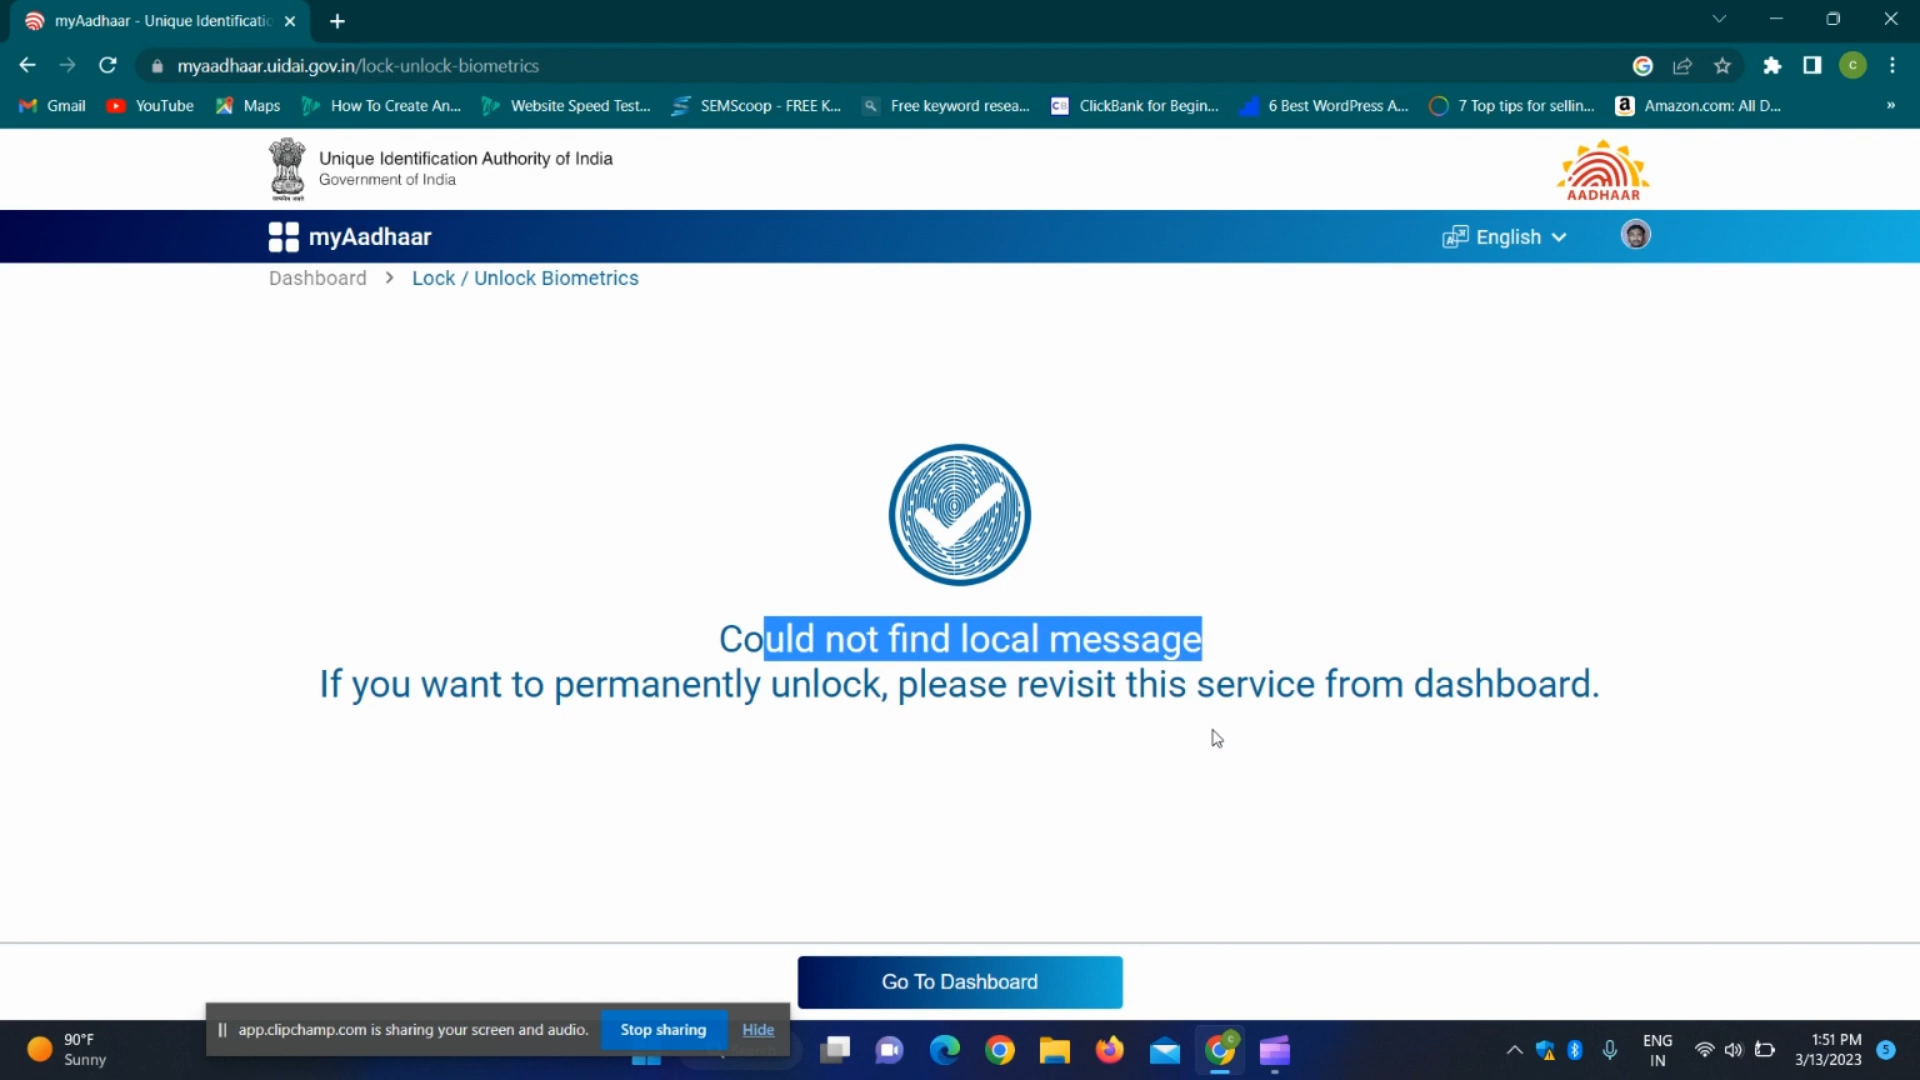 myAadhaar - Unique Identificatio
myaadhaar.uidai.gov.in/lock-unlock-biometrics
G
C
Gmail
YouTube
Maps
How To Create An...
Website Speed Test...
SEMScoop - FREE K...
Free keyword resea...
CB
ClickBank for Begin...
6 Best WordPress A...
7 Top tips for sellin...
a
Amazon.com: All D...
»
Unique Identification Authority of India
Government of India
AADHAAR
myAadhaar
English
Dashboard > Lock / Unlock Biometrics
Could not find local message
If you want to permanently unlock, please revisit this service from dashboard.
Go To Dashboard
app.clipchamp.com is sharing your screen and audio.
Stop sharing
Hide
90°F
Sunny
ENG
IN
1:51 PM
3/13/2023
5